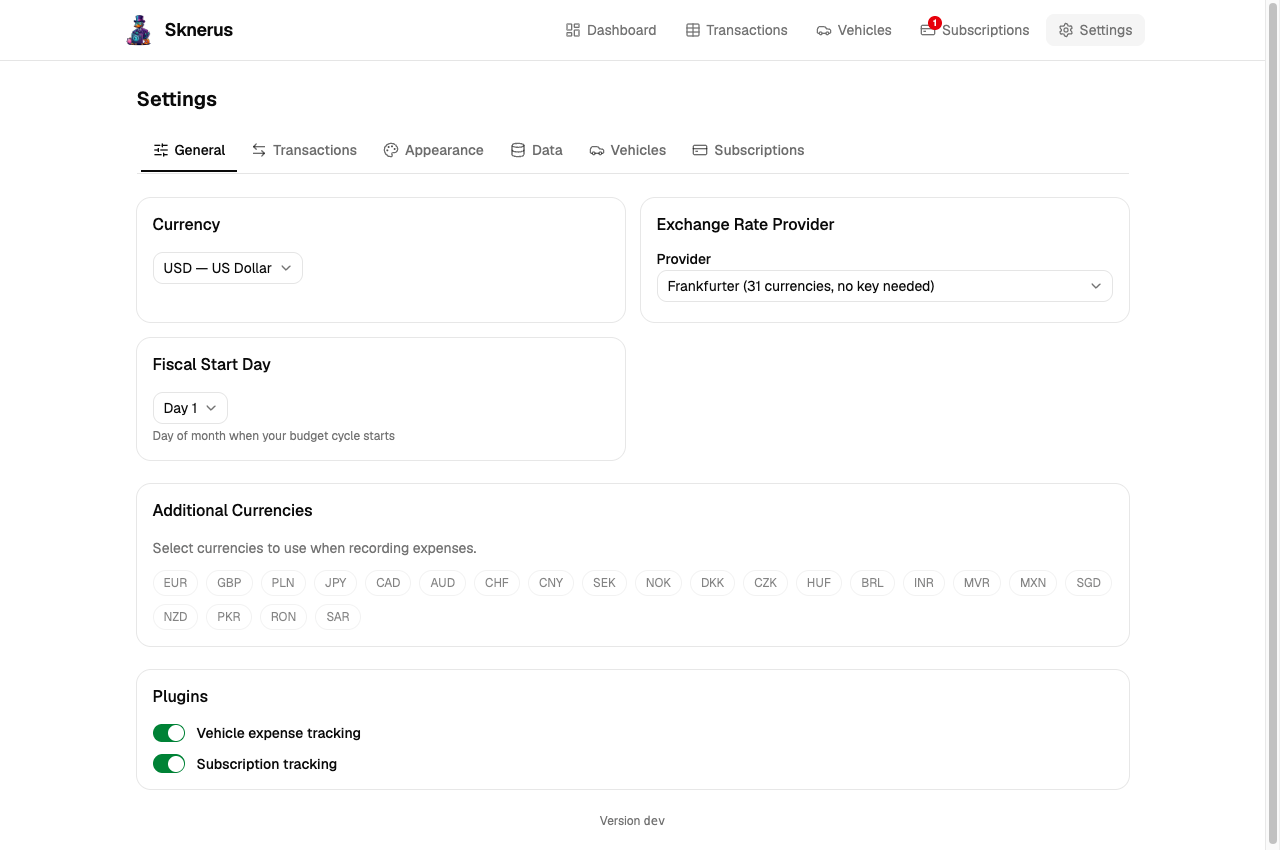 Sknerus
Dashboard
Transactions
Vehicles
1
Subscriptions
Settings
Settings
General
Transactions
Appearance
Data
Vehicles
Subscriptions
Currency
USD — US Dollar
Exchange Rate Provider
Provider
Frankfurter (31 currencies, no key needed)
Fiscal Start Day
Day 1
Day of month when your budget cycle starts
Additional Currencies
Select currencies to use when recording expenses.
EUR GBP PLN JPY CAD AUD CHF CNY SEK NOK DKK CZK HUF BRL INR MVR MXN SGD
NZD PKR RON SAR
Plugins
Vehicle expense tracking
Subscription tracking
Version dev